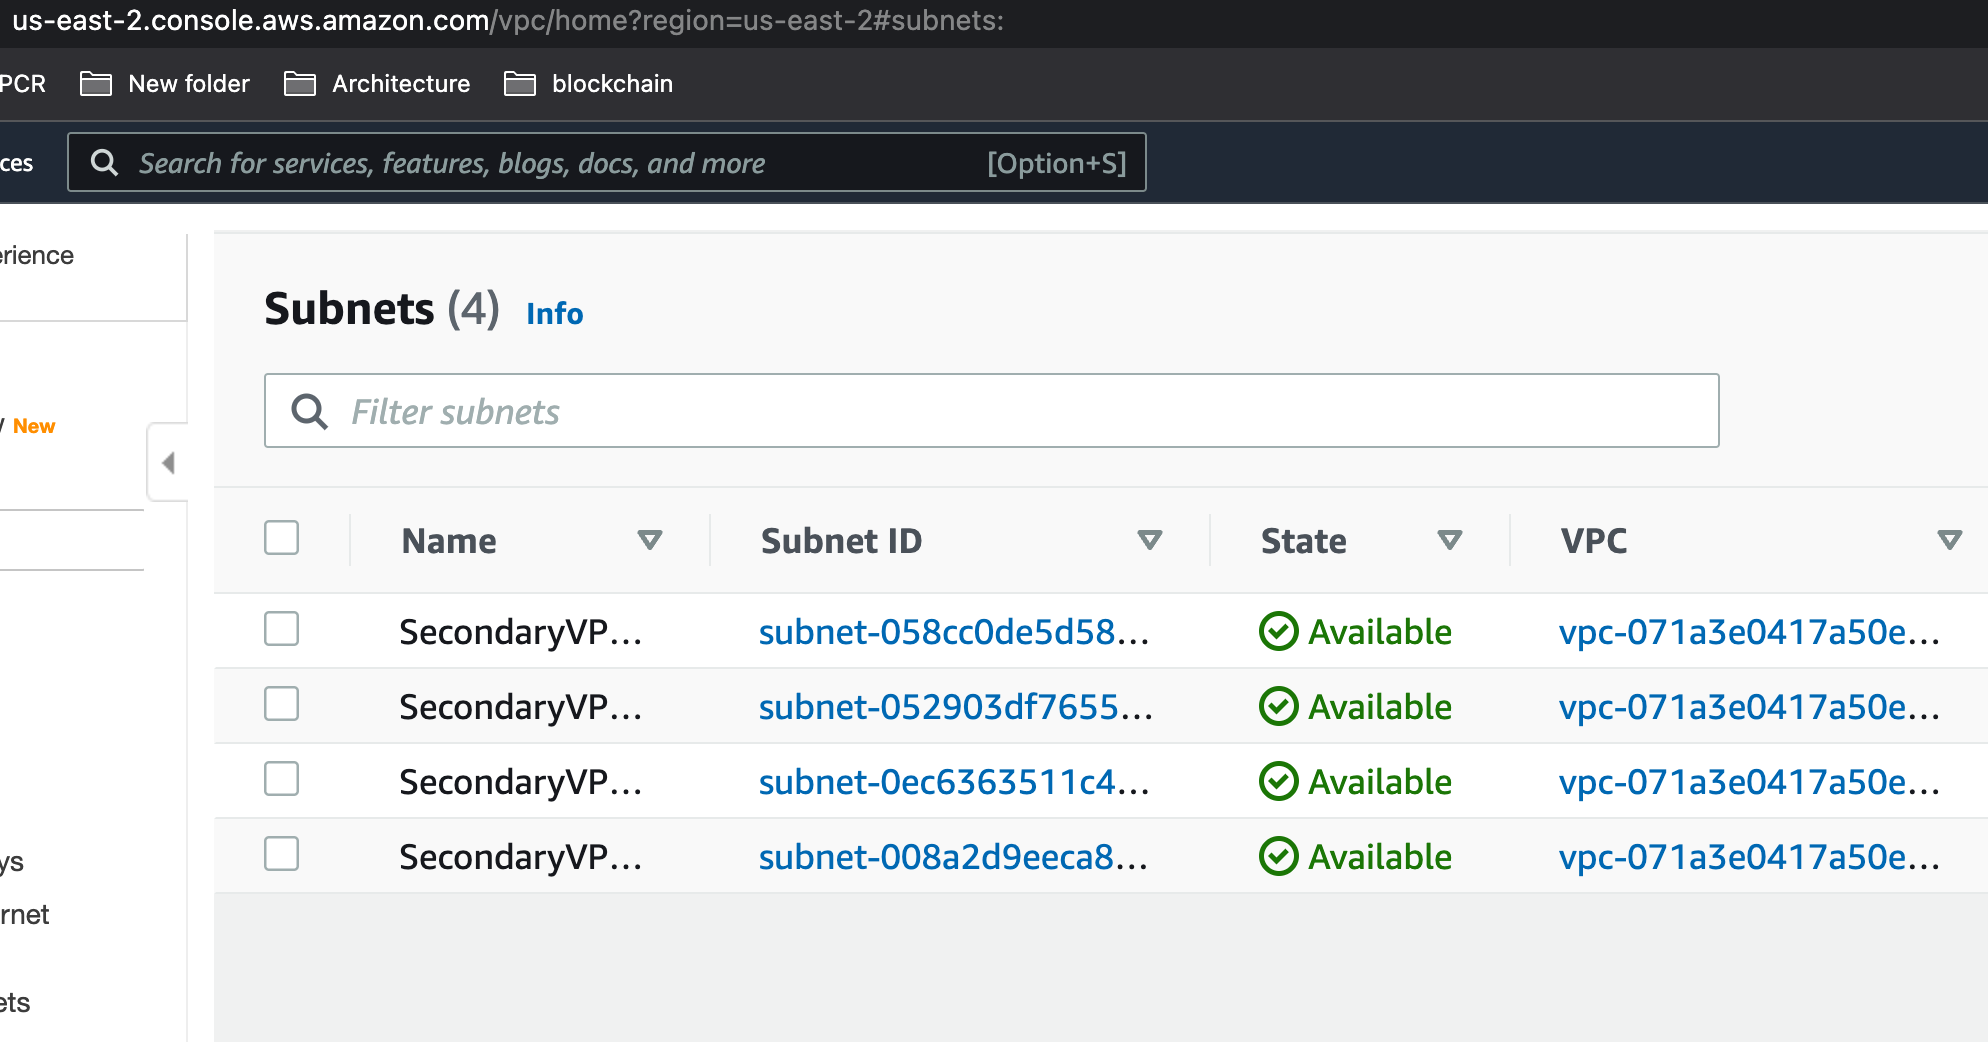 us-east-2.console.aws.amazon.com/vpc/home?region=us-east-2#subnets:
PCR New folder Architecture blockchain
ces Search for services, features, blogs, docs, and more [Option+S]
erience
Subnets (4) Info
New
Filter subnets
Name Subnet ID State VPC
SecondaryVP... subnet-058cc0de5d58... Available vpc-071a3e0417a50e...
SecondaryVP... subnet-052903df7655... Available vpc-071a3e0417a50e...
SecondaryVP... subnet-0ec6363511c4... Available vpc-071a3e0417a50e...
SecondaryVP... subnet-008a2d9eeca8... Available vpc-071a3e0417a50e...
ys
rnet
ets